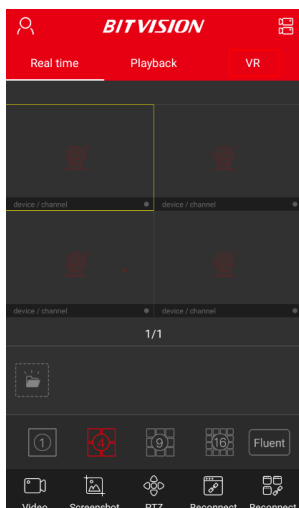 BITVISION
Real time Playback VR
device / channel device / channel
device / channel device / channel
1/1
1 4 9 16 Fluent
Video Screenshot PTZ Reconnect Reconnect